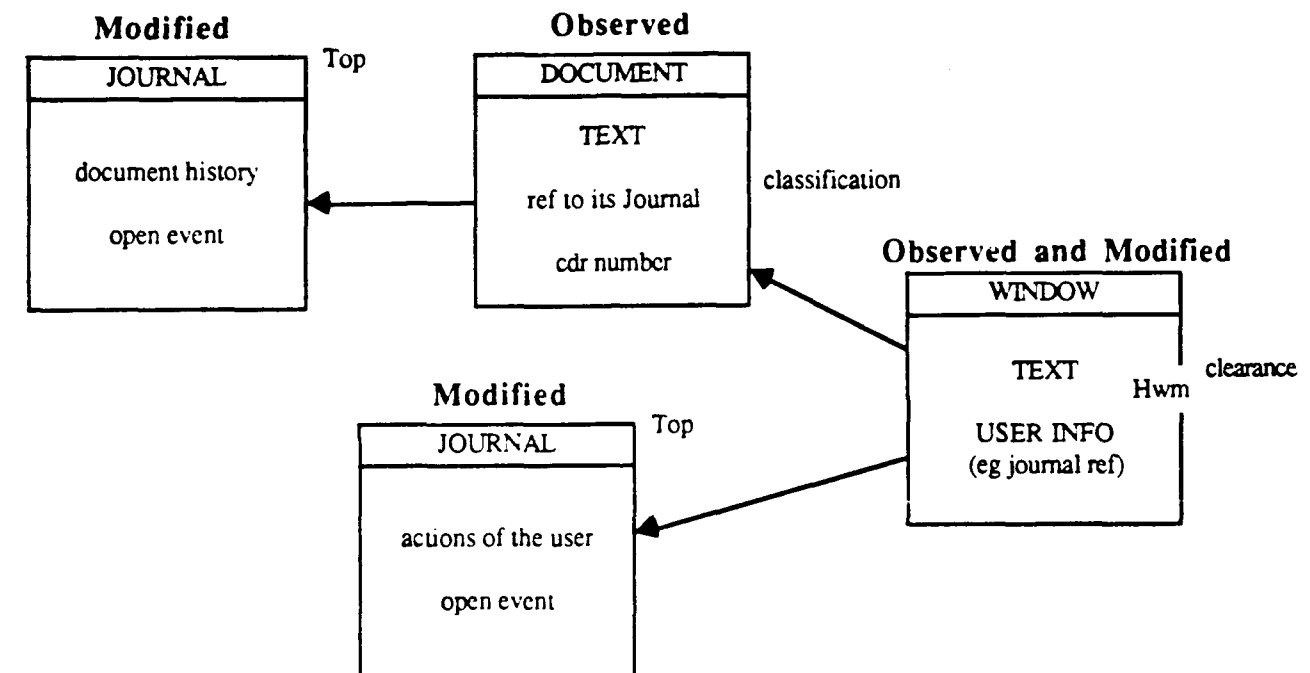 Modified
Top
JOURNAL
document history
open event
Observed
DOCUMENT
TEXT
ref to its Journal
cdr number
classification
Observed and Modified
WINDOW
TEXT
Hwm
clearance
USER INFO
(eg journal ref)
Modified
Top
JOURNAL
actions of the user
open event